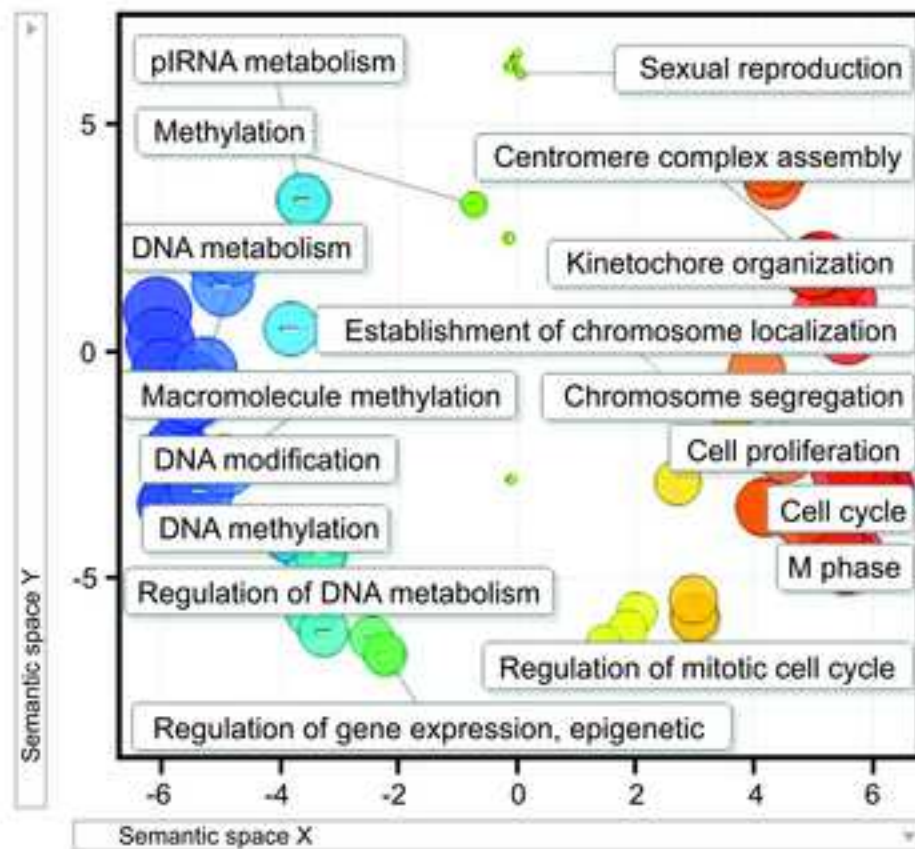 pIRNA metabolism
Sexual reproduction
Methylation
Centromere complex assembly
DNA metabolism
Kinetochore organization
Establishment of chromosome localization
Macromolecule methylation
Chromosome segregation
DNA modification
Cell proliferation
DNA methylation
Cell cycle
M phase
Regulation of DNA metabolism
Regulation of mitotic cell cycle
Regulation of gene expression, epigenetic
Semantic space Y
5
0
-5
-6 -4 -2 0 2 4 6
Semantic space X